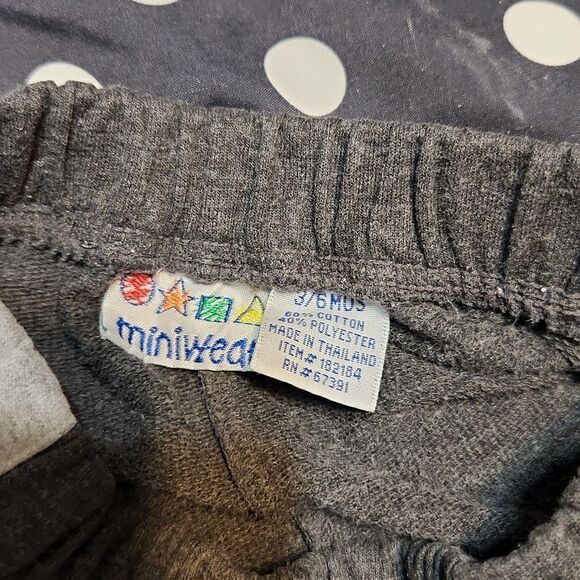 miniwear
3/6 MOS
60% COTTON
40% POLYESTER
MADE IN THAILAND
ITEM# 182184
RN# 67391